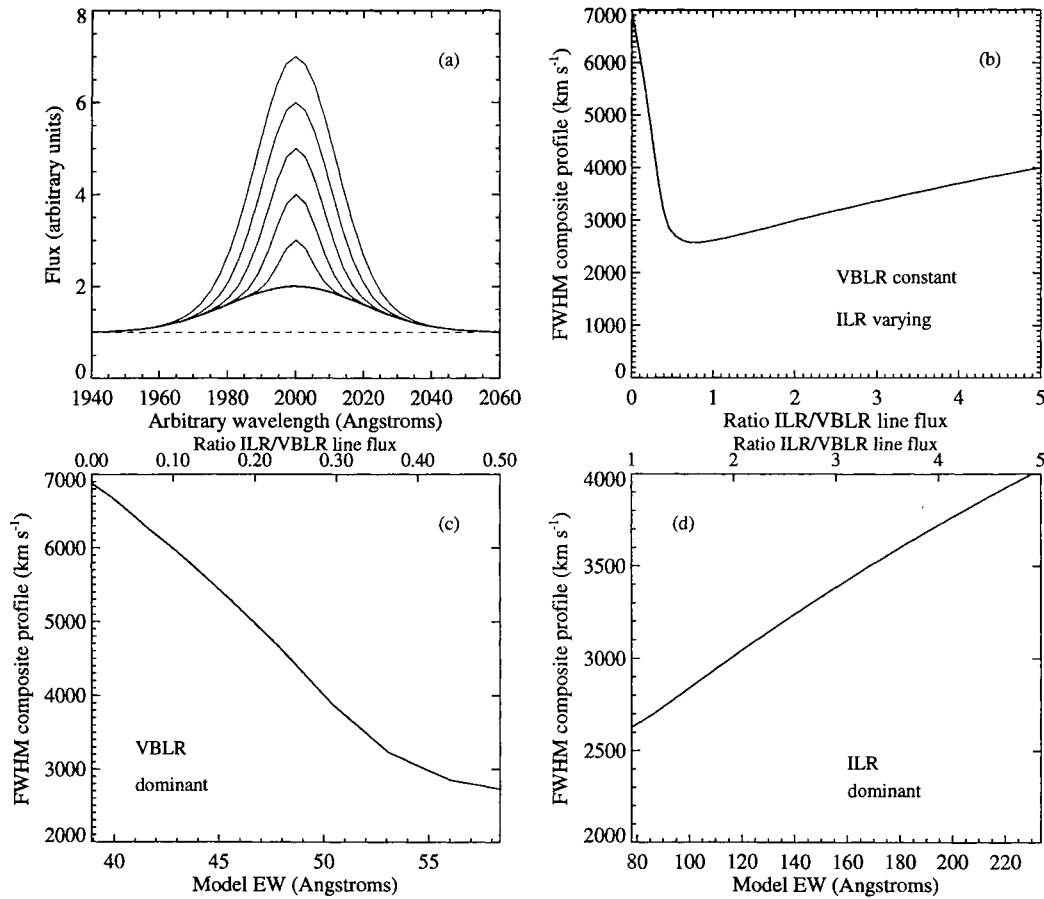 8
6
4
2
0
Flux (arbitrary units)
(a)
1940 1960 1980 2000 2020 2040 2060
Arbitrary wavelength (Angstroms)
7000
6000
5000
4000
3000
2000
1000
0
FWHM composite profile (km s⁻¹)
(b)
VBLR constant
ILR varying
0 1 2 3 4 5
Ratio ILR/VBLR line flux
Ratio ILR/VBLR line flux
0.00 0.10 0.20 0.30 0.40 0.50
7000
6000
5000
4000
3000
2000
FWHM composite profile (km s⁻¹)
(c)
VBLR
dominant
40 45 50 55
Model EW (Angstroms)
Ratio ILR/VBLR line flux
1 2 3 4 5
4000
3500
3000
2500
2000
FWHM composite profile (km s⁻¹)
(d)
ILR
dominant
80 100 120 140 160 180 200 220
Model EW (Angstroms)